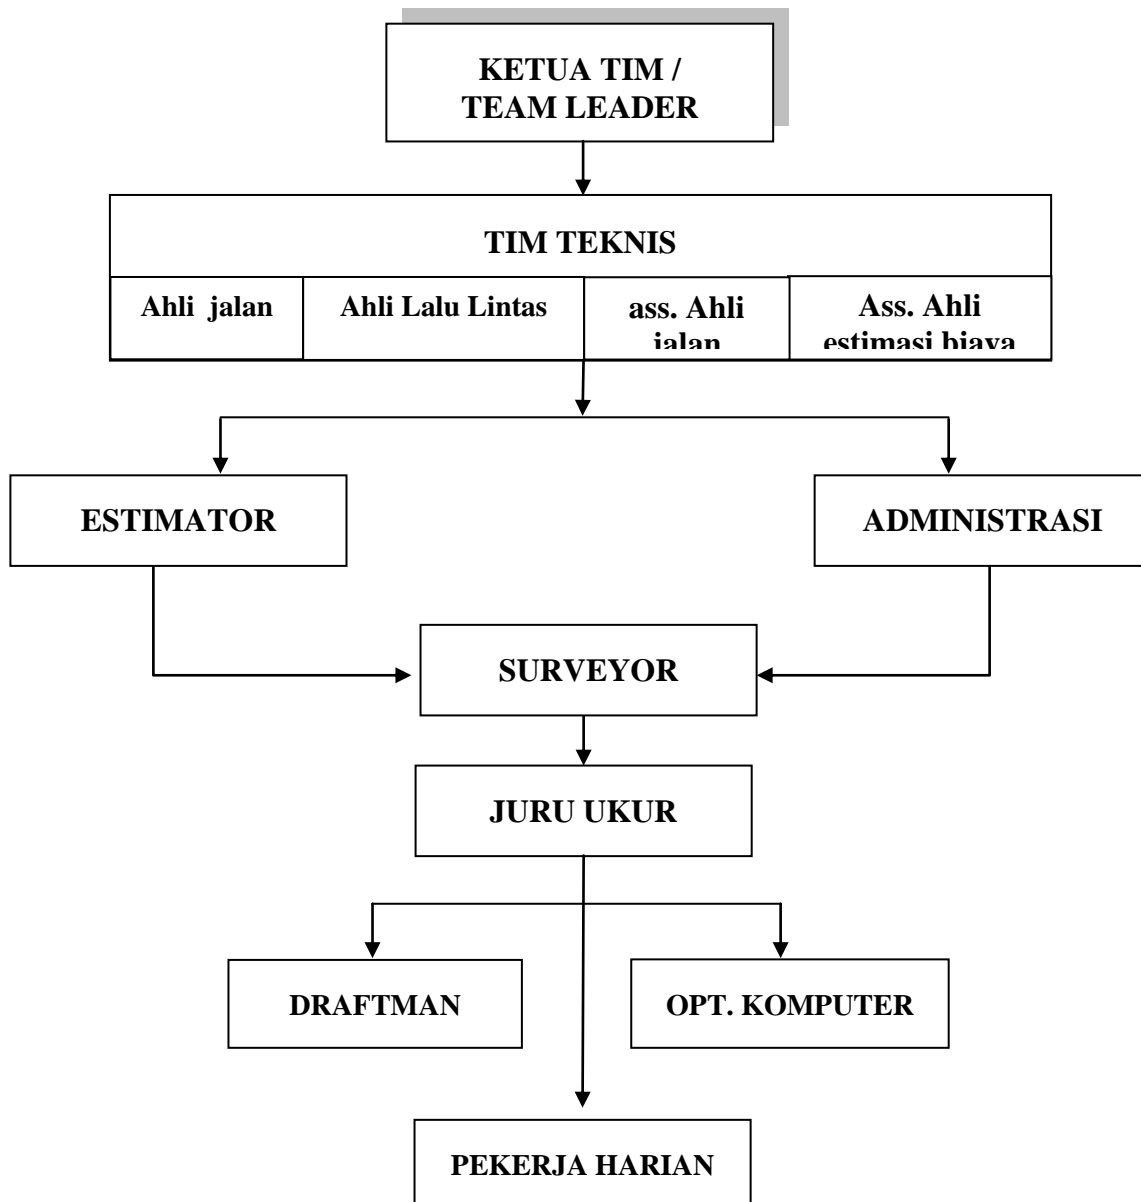 KETUA TIM /
TEAM LEADER
TIM TEKNIS
Ahli jalan
Ahli Lalu Lintas
ass. Ahli
jalan
Ass. Ahli
estimasi biaya
ESTIMATOR
ADMINISTRASI
SURVEYOR
JURU UKUR
DRAFTMAN
OPT. KOMPUTER
PEKERJA HARIAN